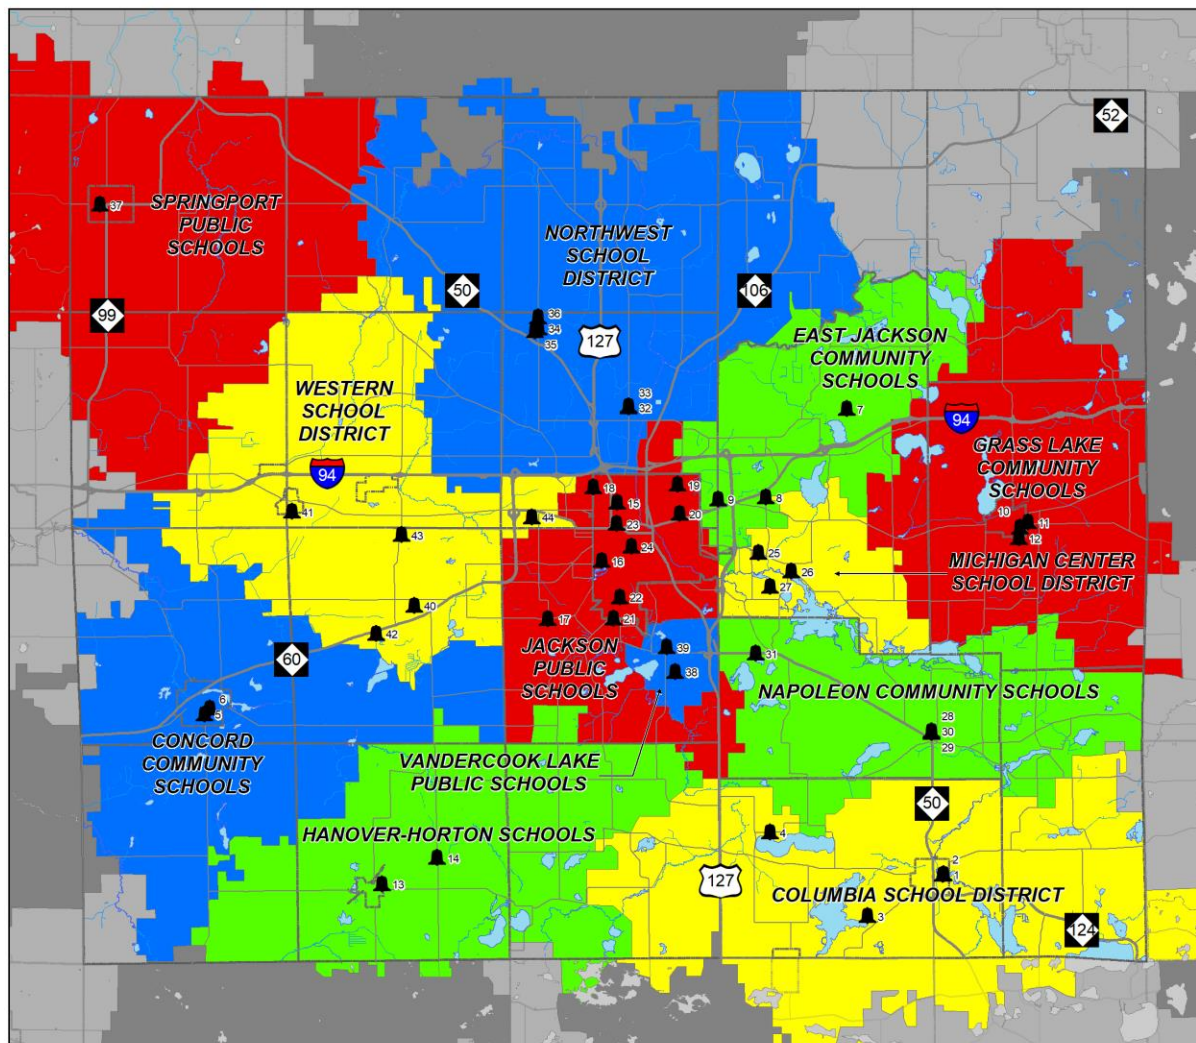 52
37
SPRINGPORT
PUBLIC
SCHOOLS
NORTHWEST
SCHOOL
DISTRICT
50
106
99
36
34
35
127
EAST JACKSON
COMMUNITY
SCHOOLS
WESTERN
SCHOOL
DISTRICT
33
32
7
94
GRASS LAKE
COMMUNITY
SCHOOLS
94
18
19
15
9
8
41
44
20
23
10
11
12
43
24
16
25
26
27
MICHIGAN CENTER
SCHOOL DISTRICT
40
22
17
21
42
JACKSON
PUBLIC
SCHOOLS
39
38
31
60
NAPOLEON COMMUNITY SCHOOLS
6
5
28
30
29
CONCORD
COMMUNITY
SCHOOLS
VANDERCOOK LAKE
PUBLIC SCHOOLS
50
4
HANOVER-HORTON SCHOOLS
14
13
127
2
1
COLUMBIA SCHOOL DISTRICT
3
124